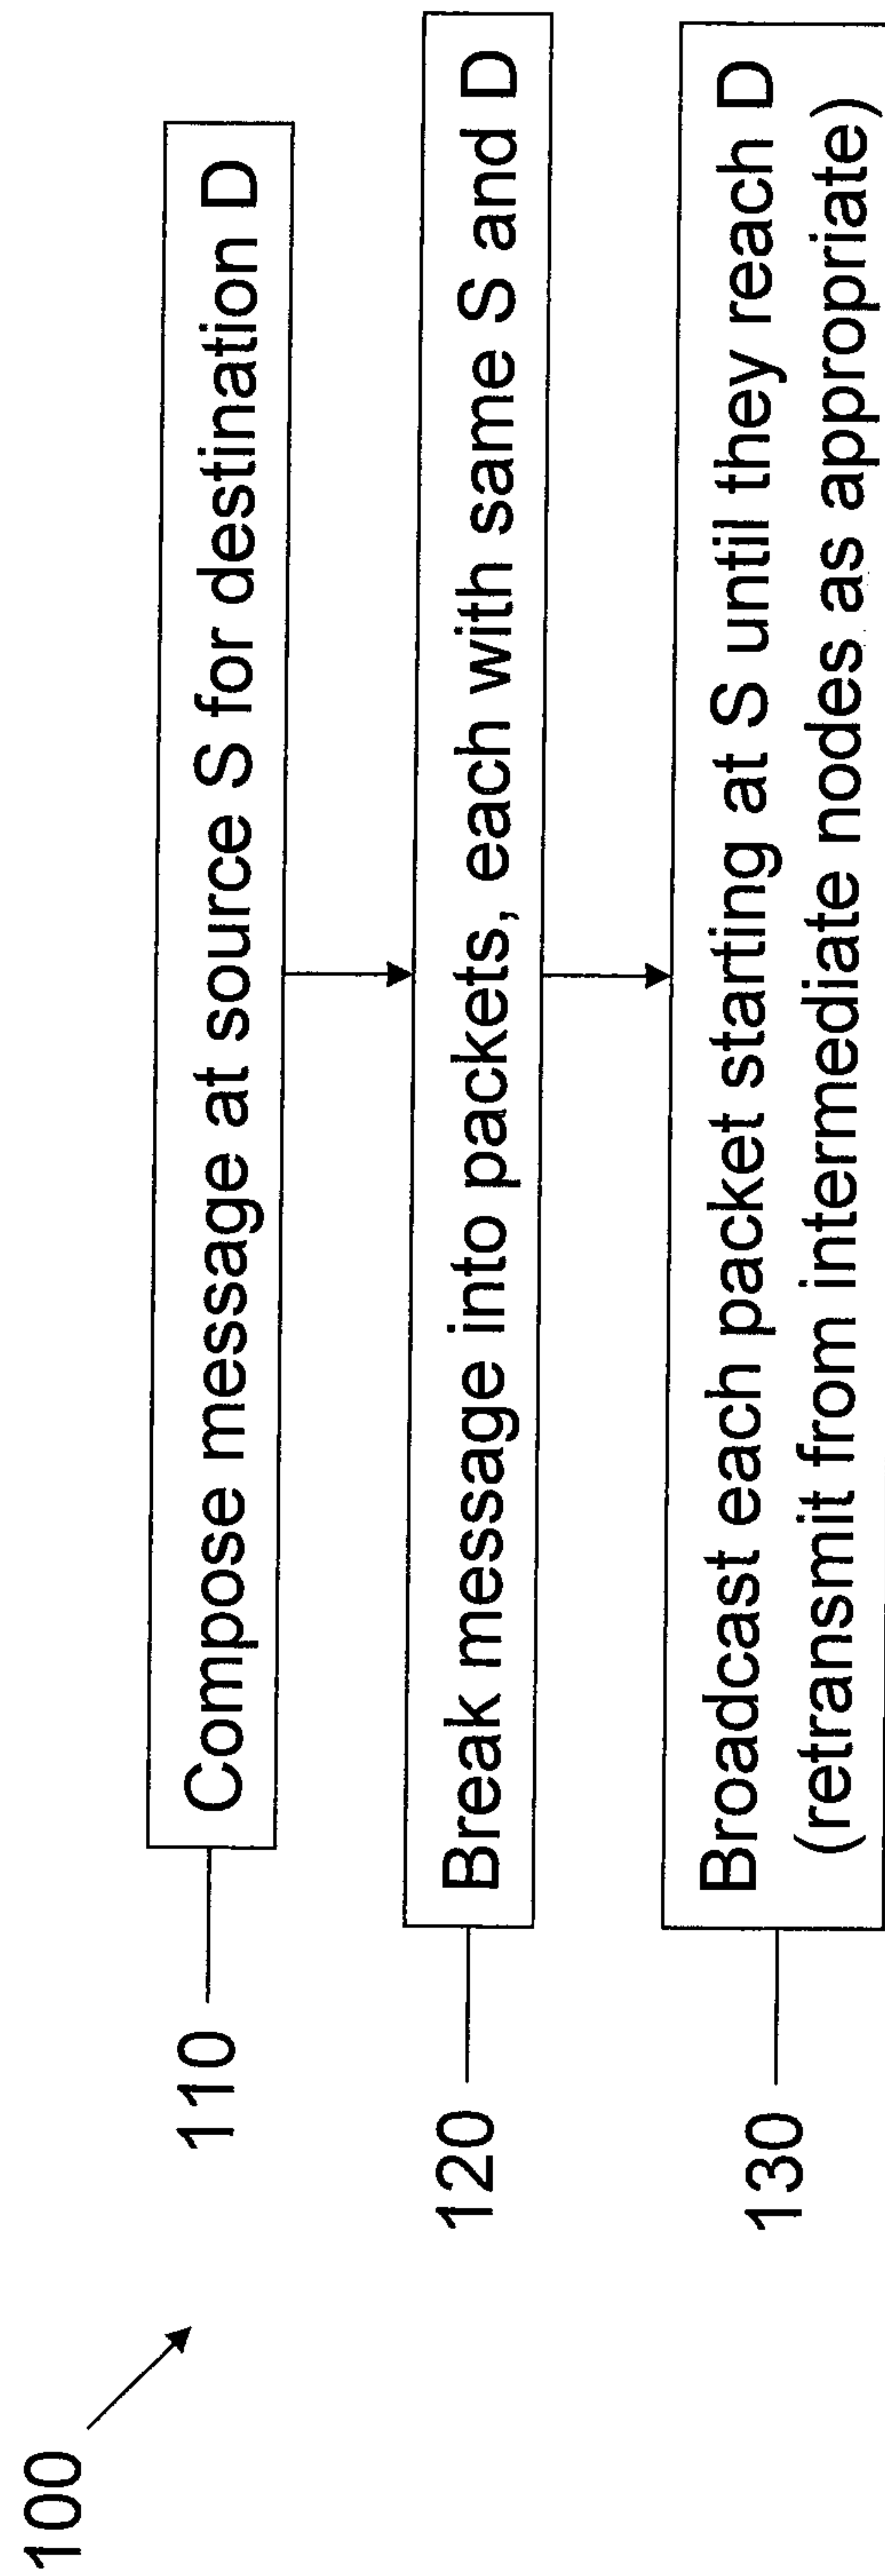 100
110
Compose message at source S for destination D
120
Break message into packets, each with same S and D
130
Broadcast each packet starting at S until they reach D
(retransmit from intermediate nodes as appropriate)